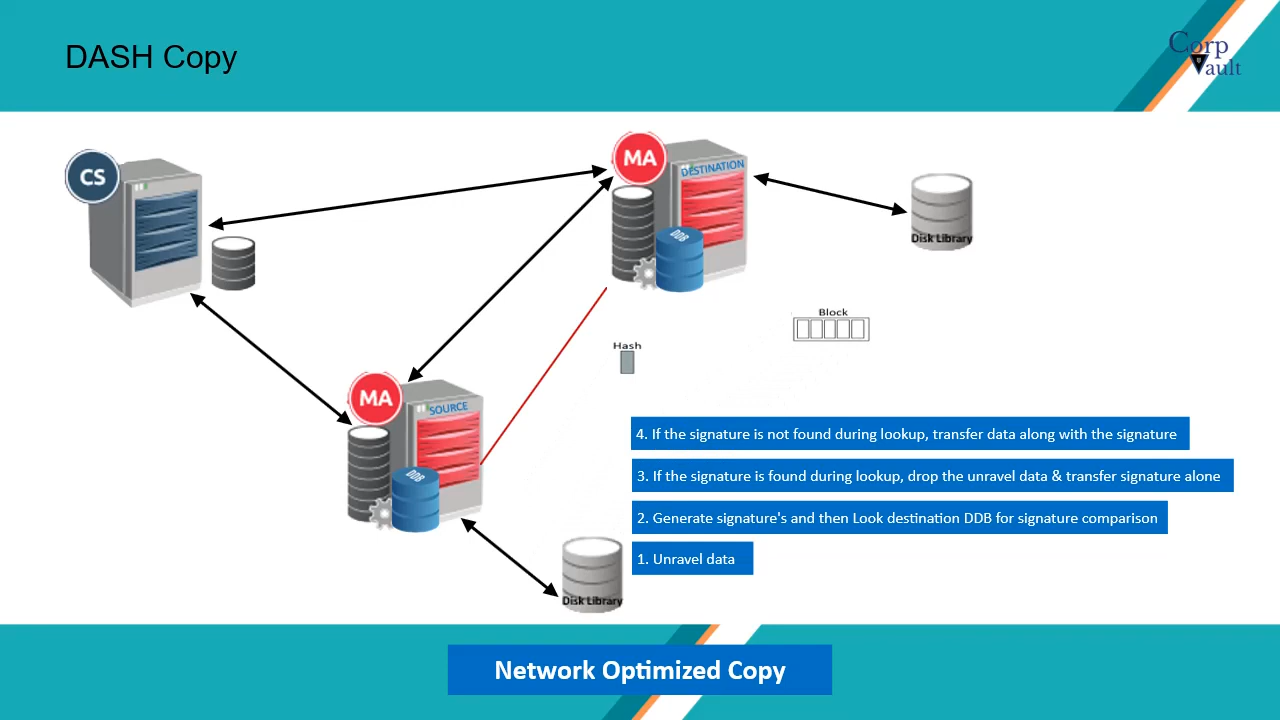 DASH Copy
Corp
Vault
CS
MA
DESTINATION
DDB
Disk Library
Block
Hash
MA
SOURCE
DDB
Disk Library
4. If the signature is not found during lookup, transfer data along with the signature
3. If the signature is found during lookup, drop the unravel data & transfer signature alone
2. Generate signature's and then Look destination DDB for signature comparison
1. Unravel data
Network Optimized Copy